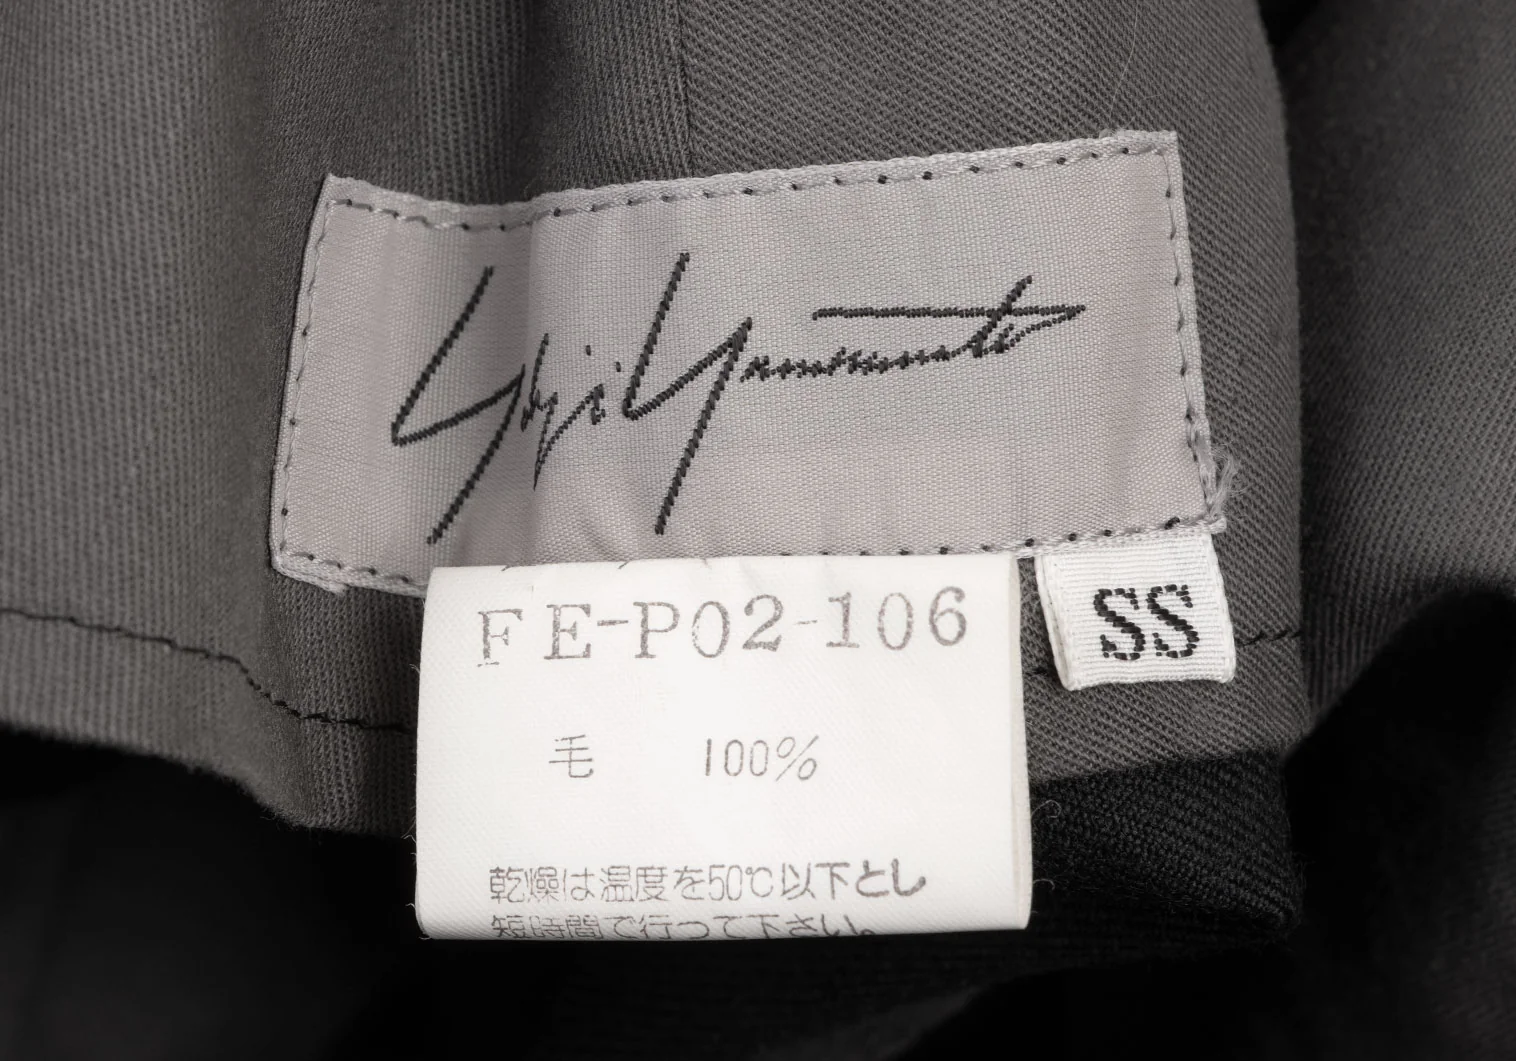 Yohji Yamamoto
SS
FE-P02-106
毛 100%
乾燥は温度を50℃以下とし
短時間で行って下さい。